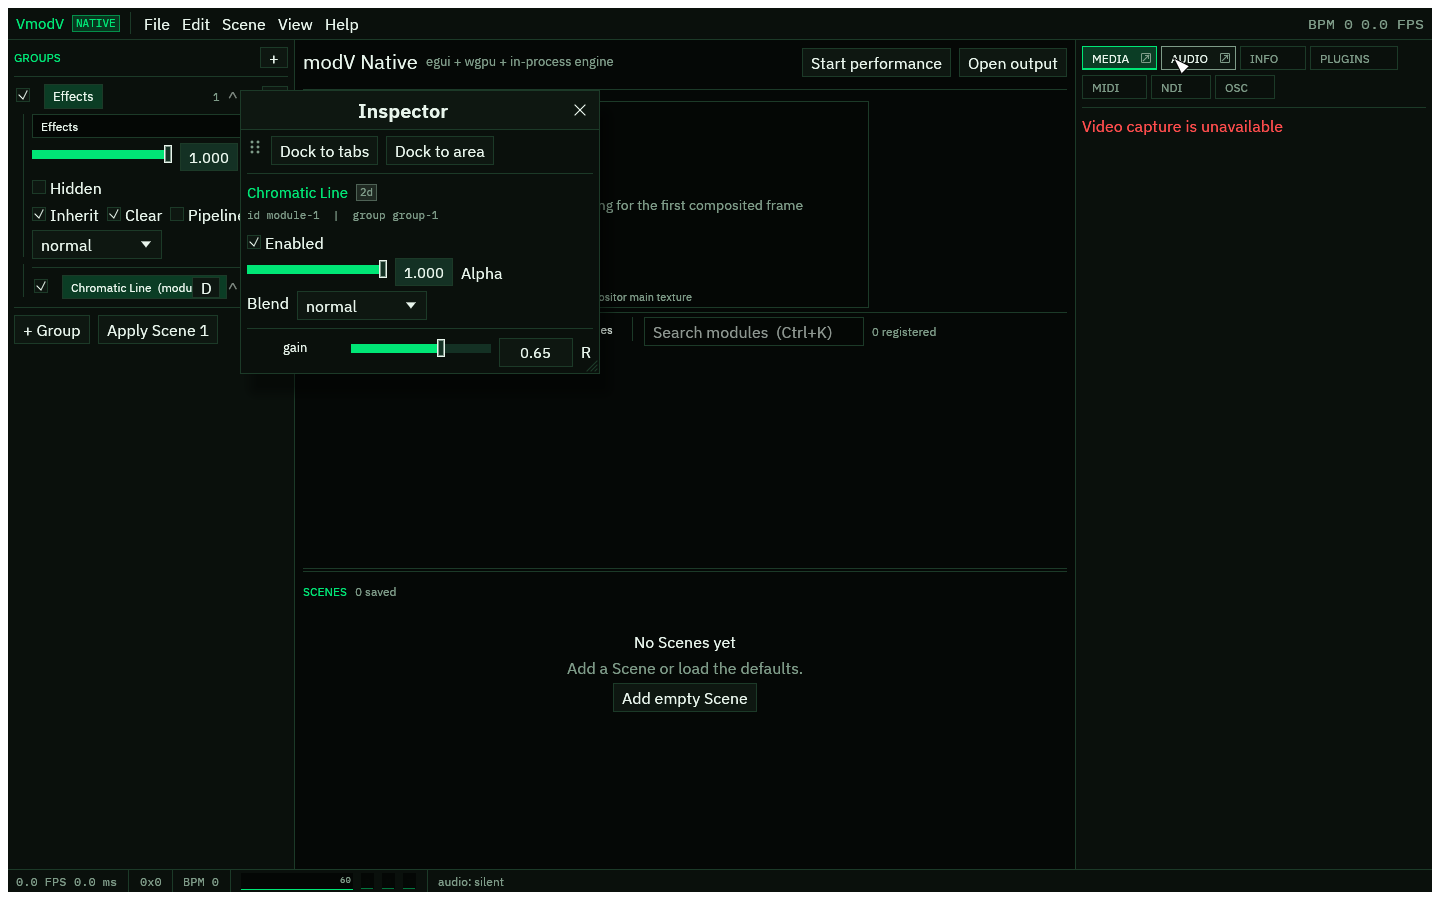 VmodV NATIVE File Edit Scene View Help BPM 0 0.0 FPS
GROUPS +
modV Native egui + wgpu + in-process engine Start performance Open output
MEDIA AUDIO INFO PLUGINS
MIDI NDI OSC
Video capture is unavailable
Effects 1 ^
Effects
1.000
Hidden
Inherit Clear Pipeline
normal
Chromatic Line (modu D ^
+ Group Apply Scene 1
Inspector
Dock to tabs Dock to area
Chromatic Line 2d
id module-1 | group group-1
Enabled
1.000 Alpha
Blend normal
gain 0.65 R
ng for the first composited frame
ositor main texture
es Search modules (Ctrl+K) 0 registered
SCENES 0 saved
No Scenes yet
Add a Scene or load the defaults.
Add empty Scene
0.0 FPS 0.0 ms 0x0 BPM 0 60 audio: silent